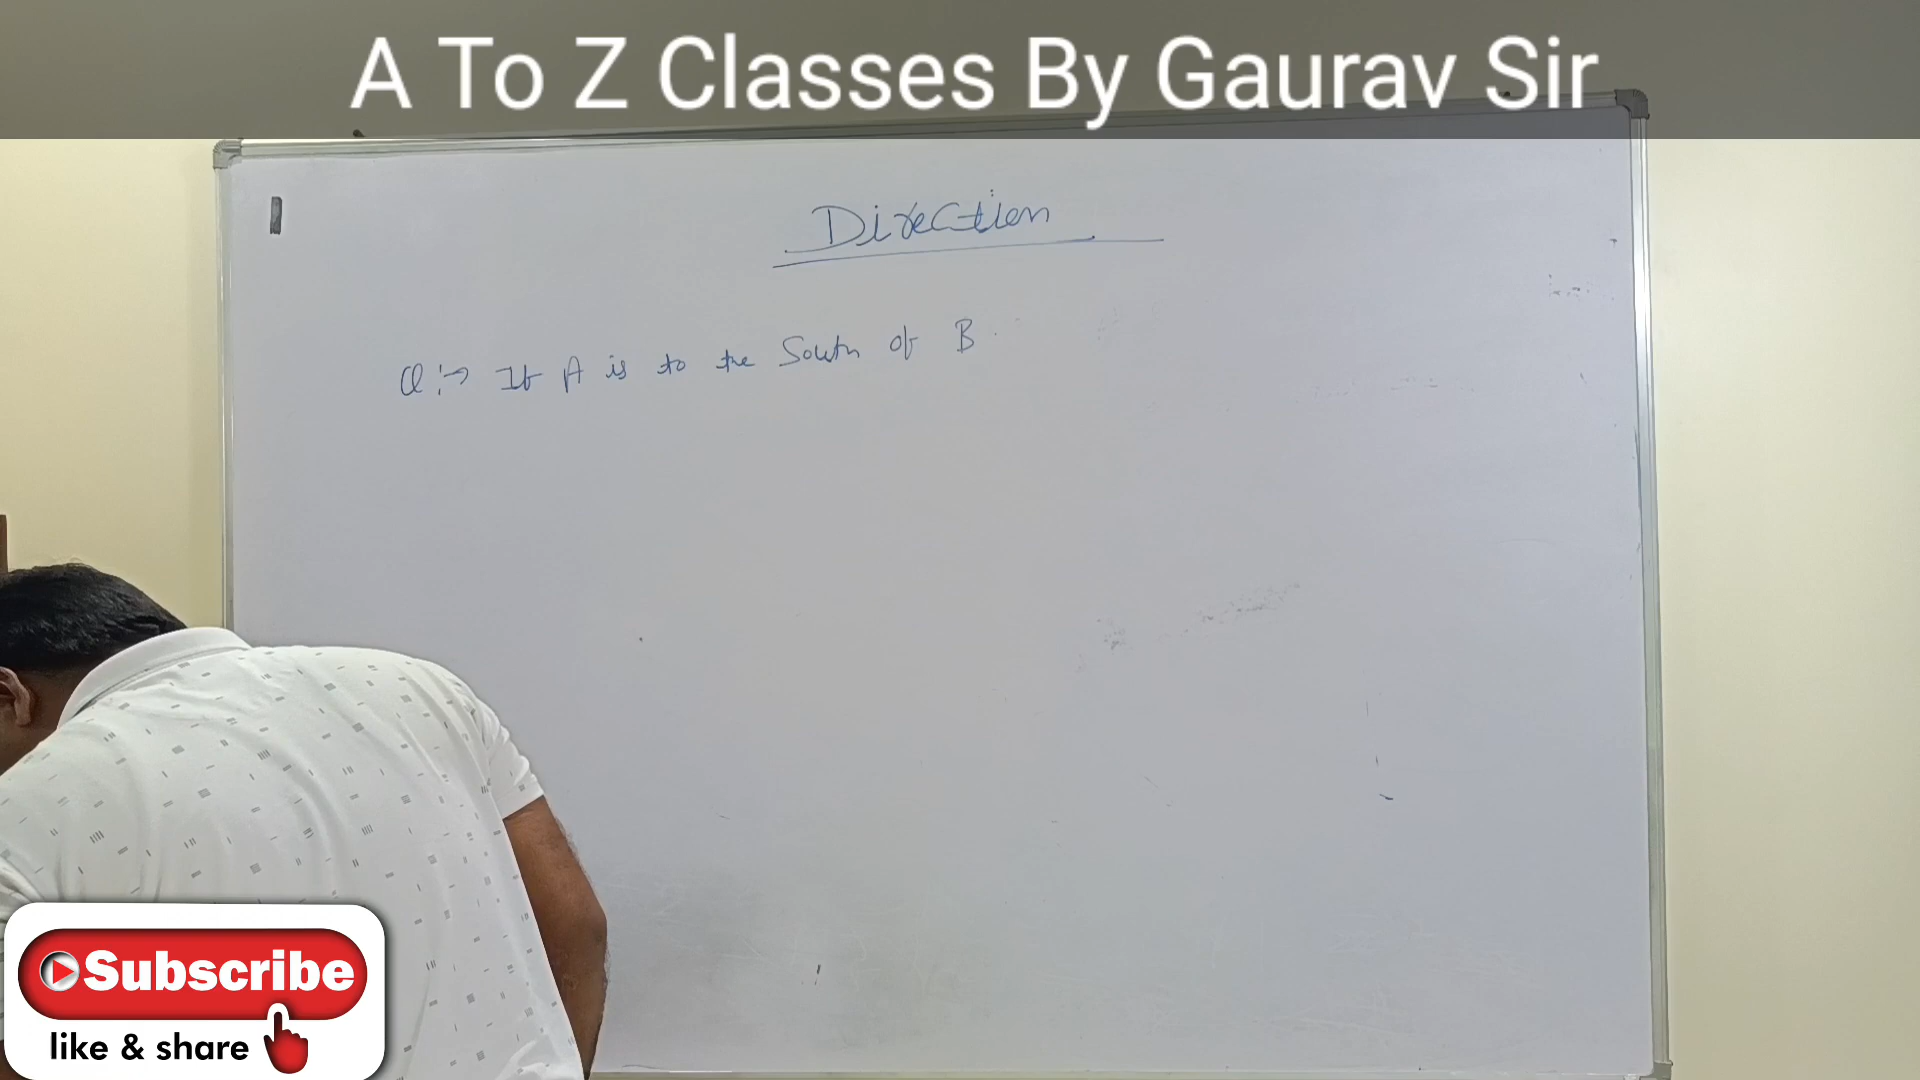 A To Z Classes By Gaurav Sir
Direction
Q:→ If A is to the South of B
Subscribe
like & share